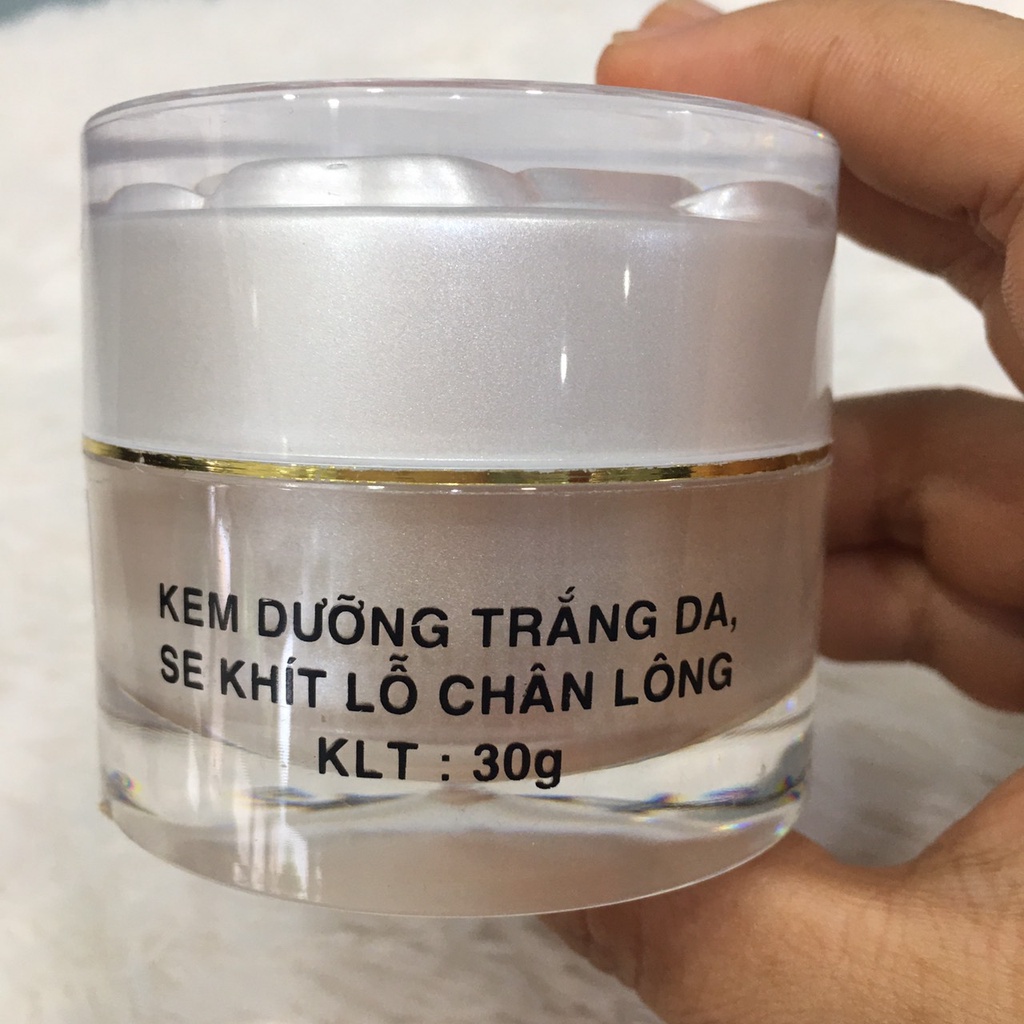 KEM DƯỠNG TRẮNG DA,
SE KHÍT LỖ CHÂN LÔNG
KLT : 30g